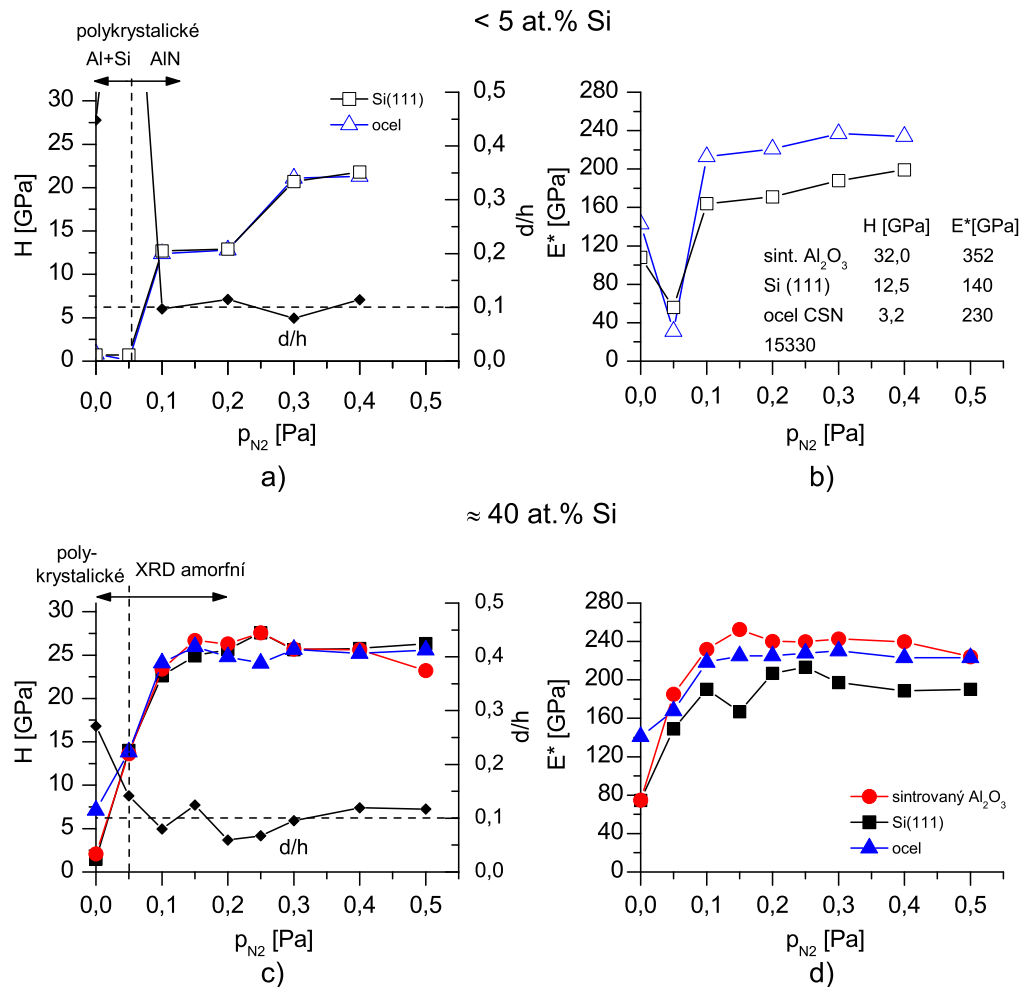 < 5 at.% Si
polykrystalické
Al+Si AlN
H [GPa]
30
25
20
15
10
5
0
Si(111)
ocel
d/h
0,5
0,4
0,3
0,2
0,1
0,0
d/h
0,0 0,1 0,2 0,3 0,4 0,5
pN2 [Pa]
a)
E* [GPa]
280
240
200
160
120
80
40
0
H [GPa] E*[GPa]
sint. Al2O3 32,0 352
Si (111) 12,5 140
ocel CSN 3,2 230
15330
0,0 0,1 0,2 0,3 0,4 0,5
pN2 [Pa]
b)
≈ 40 at.% Si
poly-
krystalické
XRD amorfní
H [GPa]
30
25
20
15
10
5
0
d/h
0,5
0,4
0,3
0,2
0,1
0,0
d/h
0,0 0,1 0,2 0,3 0,4 0,5
pN2 [Pa]
c)
E* [GPa]
280
240
200
160
120
80
40
0
sintrovaný Al2O3
Si(111)
ocel
0,0 0,1 0,2 0,3 0,4 0,5
pN2 [Pa]
d)